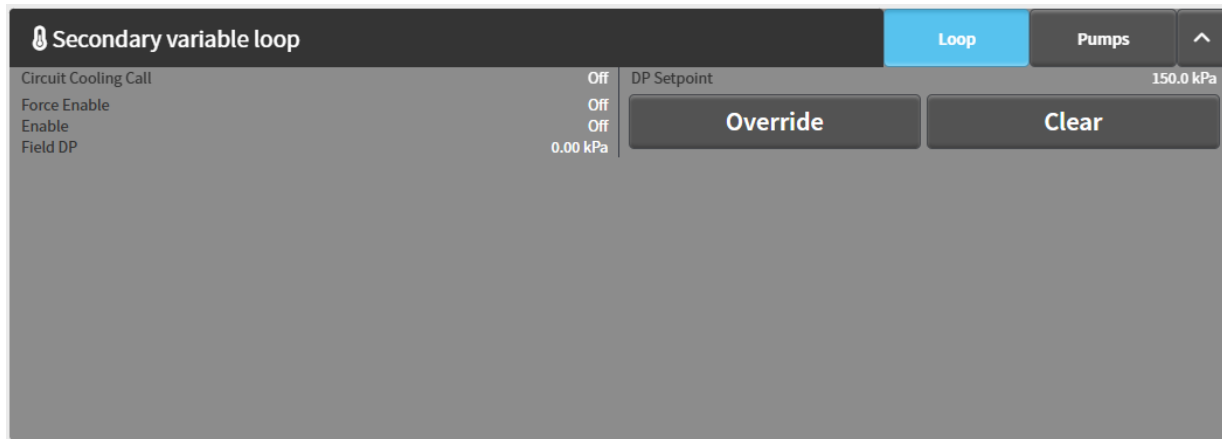 Secondary variable loop
Loop
Pumps
Circuit Cooling Call Off
Force Enable Off
Enable Off
Field DP 0.00 kPa
DP Setpoint 150.0 kPa
Override
Clear